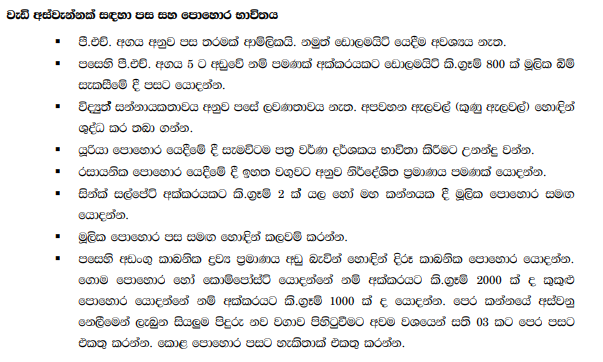 වැඩි අස්වැන්නක් සඳහා පස සහ පොහොර භාවිතය
▪ පී.එච්. අගය අනුව පස තරමක් ආම්ලිකයි. නමුත් ඩොලමයිට් යෙදීම අවශ්‍යය නැත.
▪ පසෙහි පී.එච්. අගය 5 ට අඩුවේ නම් පමණක් අක්කරයකට ඩොලමයිට් කි.ග්‍රෑම් 800 ක් මූලික බිම්
සැකසීමේ දී පසට යොදන්න.
▪ විද්‍යුත් සන්නායකතාවය අනුව පසේ ලවණතාවය නැත. අපවහන ඇලවල් (කුණු ඇලවල්) හොඳින්
ශුද්ධ කර තබා ගන්න.
▪ යූරියා පොහොර යෙදීමේ දී සැමවිටම පත්‍ර වර්ණ දර්ශකය භාවිතා කිරීමට උනන්දු වන්න.
▪ රසායනික පොහොර යෙදීමේ දී ඉහත වගුවට අනුව නිර්දේශිත ප්‍රමාණය පමණක් යොදන්න.
▪ සින්ක් සල්පේට් අක්කරයකට කි.ග්‍රෑම් 2 ක් යල හෝ මහ කන්නයක දී මූලික පොහොර සමඟ
යොදන්න.
▪ මූලික පොහොර පස සමඟ හොඳින් කලවම් කරන්න.
▪ පසෙහි අඩංගු කාබනික ද්‍රව්‍ය ප්‍රමාණය අඩු බැවින් හොඳින් දිරූ කාබනික පොහොර යොදන්න.
ගොම පොහොර හෝ කොම්පෝස්ට් යොදන්නේ නම් අක්කරයට කි.ග්‍රෑම් 2000 ක් ද කුකුළු
පොහොර යොදන්නේ නම් අක්කරයට කි.ග්‍රෑම් 1000 ක් ද යොදන්න. පෙර කන්නයේ අස්වනු
නෙලීමෙන් ලැබුන සියලුම පිදුරු නව වගාව පිහිටුවීමට අවම වශයෙන් සති 03 කට පෙර පසට
එකතු කරන්න. කොළ පොහොර පසට හැකිතාක් එකතු කරන්න.